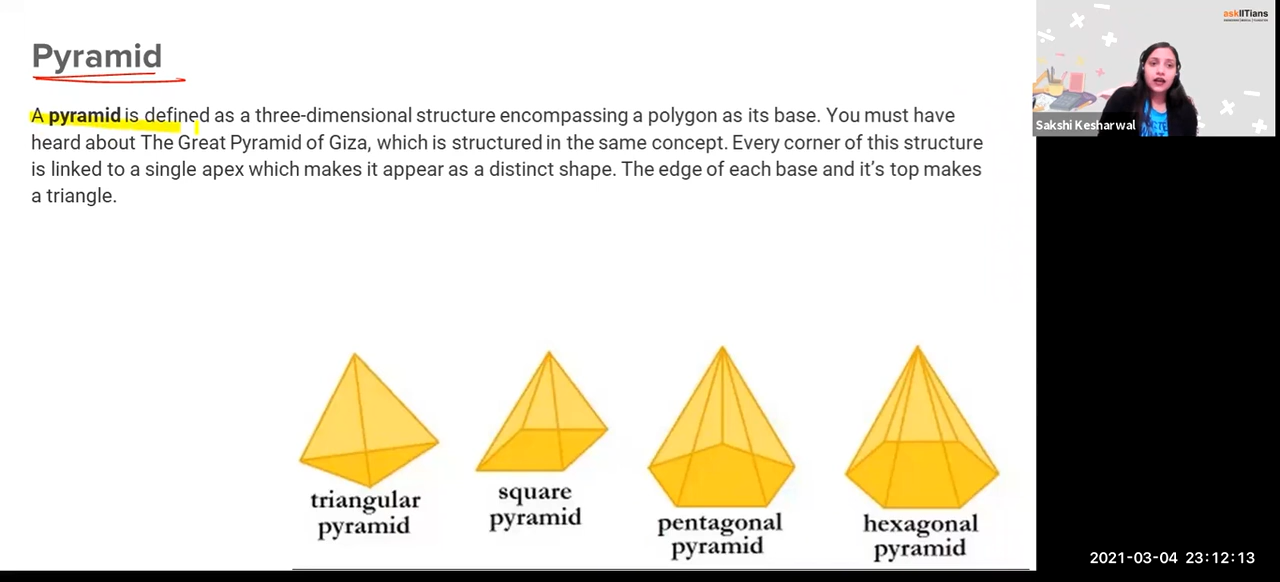 Pyramid
A pyramid is defined as a three-dimensional structure encompassing a polygon as its base. You must have
heard about The Great Pyramid of Giza, which is structured in the same concept. Every corner of this structure
is linked to a single apex which makes it appear as a distinct shape. The edge of each base and it's top makes
a triangle.
triangular
pyramid
square
pyramid
pentagonal
pyramid
hexagonal
pyramid
askIITians
Sakshi Kesharwal
2021-03-04 23:12:13